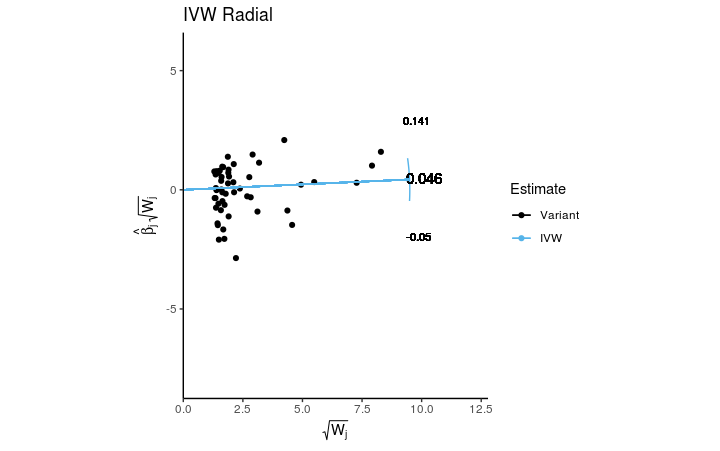 IVW Radial
5
0
-5
β̂ⱼ√Wⱼ
0.141
0.046
-0.05
0.0 2.5 5.0 7.5 10.0 12.5
√Wⱼ
Estimate
Variant
IVW